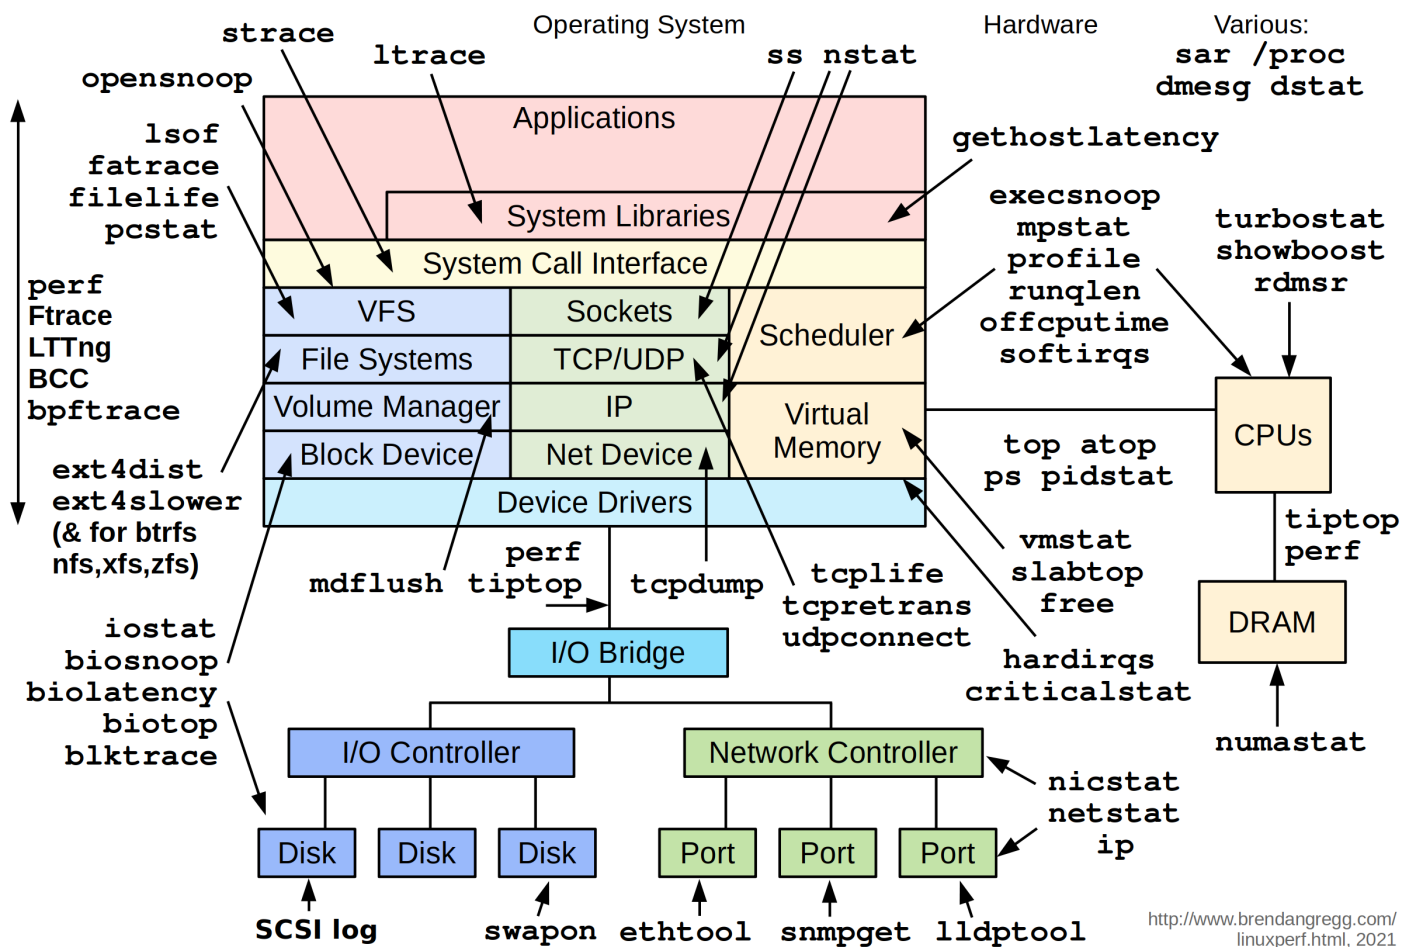 Operating System
Hardware
Various:
strace
ltrace
ss nstat
sar /proc
dmesg dstat
opensnoop
lsof
fatrace
filelife
pcstat
Applications
gethostlatency
System Libraries
execsnoop
mpstat
profile
runqlen
offcputime
softirqs
turbostat
showboost
rdmsr
System Call Interface
perf
Ftrace
LTTng
BCC
bpftrace
VFS
Sockets
Scheduler
File Systems
TCP/UDP
Volume Manager
IP
Virtual
Memory
Block Device
Net Device
Device Drivers
CPUs
top atop
ps pidstat
ext4dist
ext4slower
(& for btrfs
nfs,xfs,zfs)
tiptop
perf
mdflush
perf
tiptop
tcpdump
tcplife
tcpretrans
udpconnect
vmstat
slabtop
free
DRAM
iostat
biosnoop
biolatency
biotop
blktrace
I/O Bridge
hardirqs
criticalstat
numastat
I/O Controller
Network Controller
nicstat
netstat
ip
Disk
Disk
Disk
Port
Port
Port
SCSI log
swapon
ethtool
snmpget
lldptool
http://www.brendangregg.com/
linuxperf.html, 2021